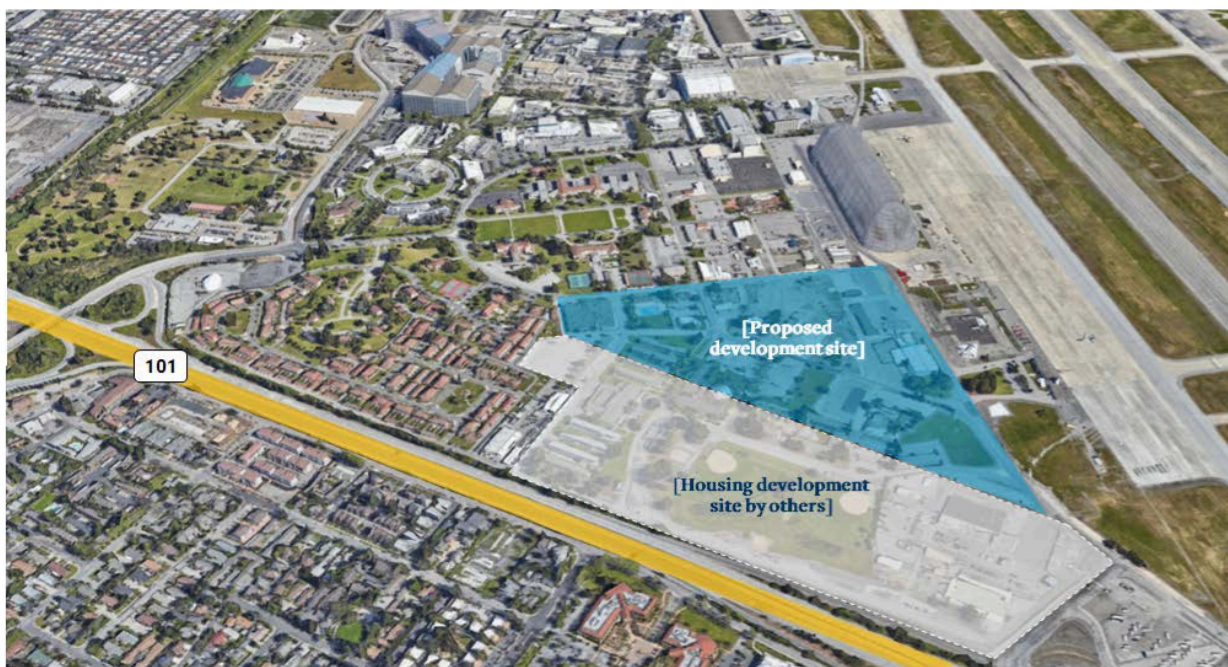 [Proposed
development site]
101
[Housing development
site by others]